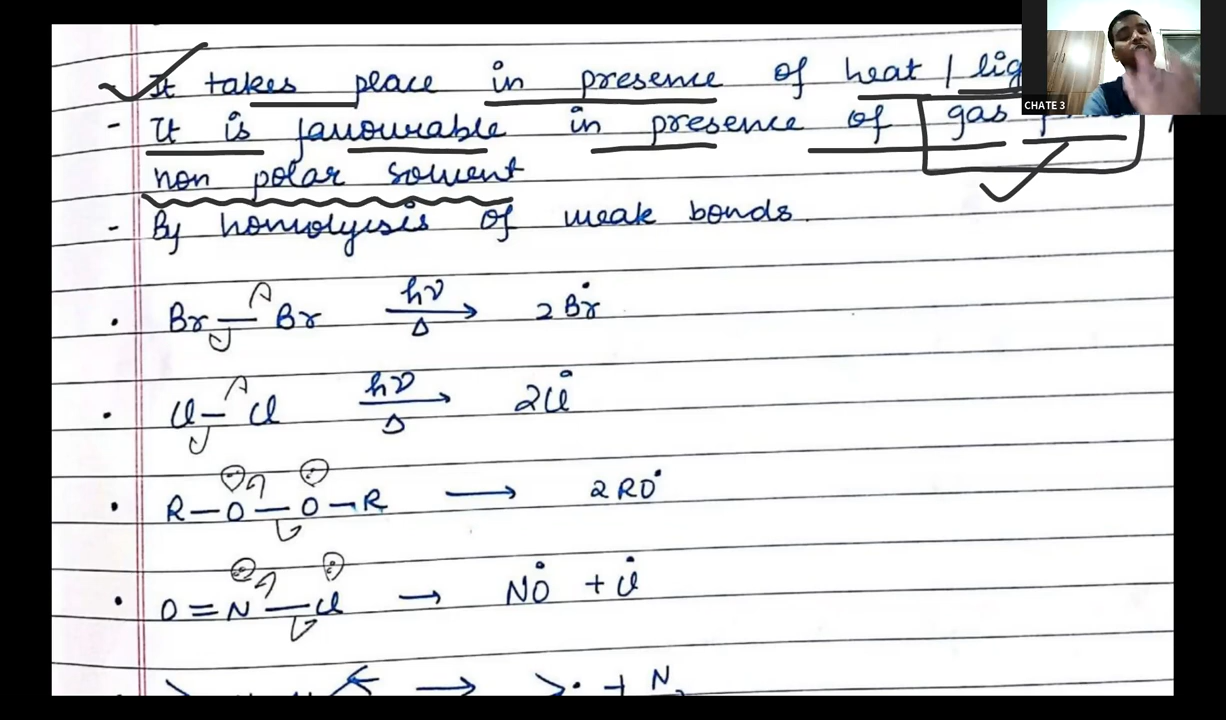 It takes place in presence of heat / lig
- It is favourable in presence of gas
non polar solvent
- By homolysis of weak bonds.
. Br—Br hν Δ → 2Br•
. Cl—Cl hν Δ → 2Cl•
. R—O—O—R → 2RO•
. O=N—Cl → NO• + Cl•
→ >• + N2
CHATE 3